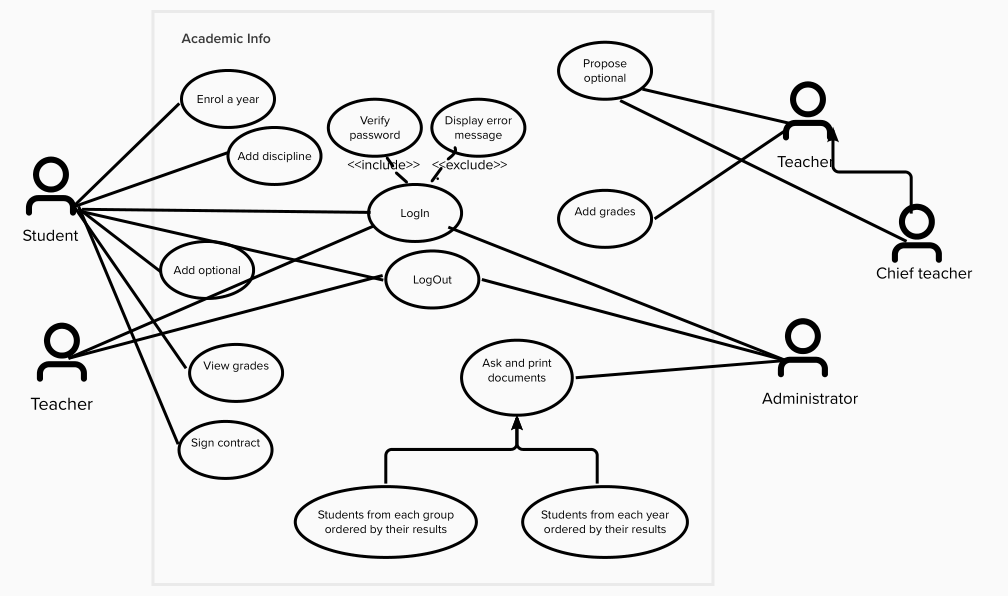 Academic Info
Enrol a year
Add discipline
Verify
password
Display error
message
Propose
optional
<<include>>
<<exclude>>
Teacher
Student
LogIn
Add grades
Chief teacher
Add optional
LogOut
View grades
Ask and print
documents
Teacher
Administrator
Sign contract
Students from each group
ordered by their results
Students from each year
ordered by their results